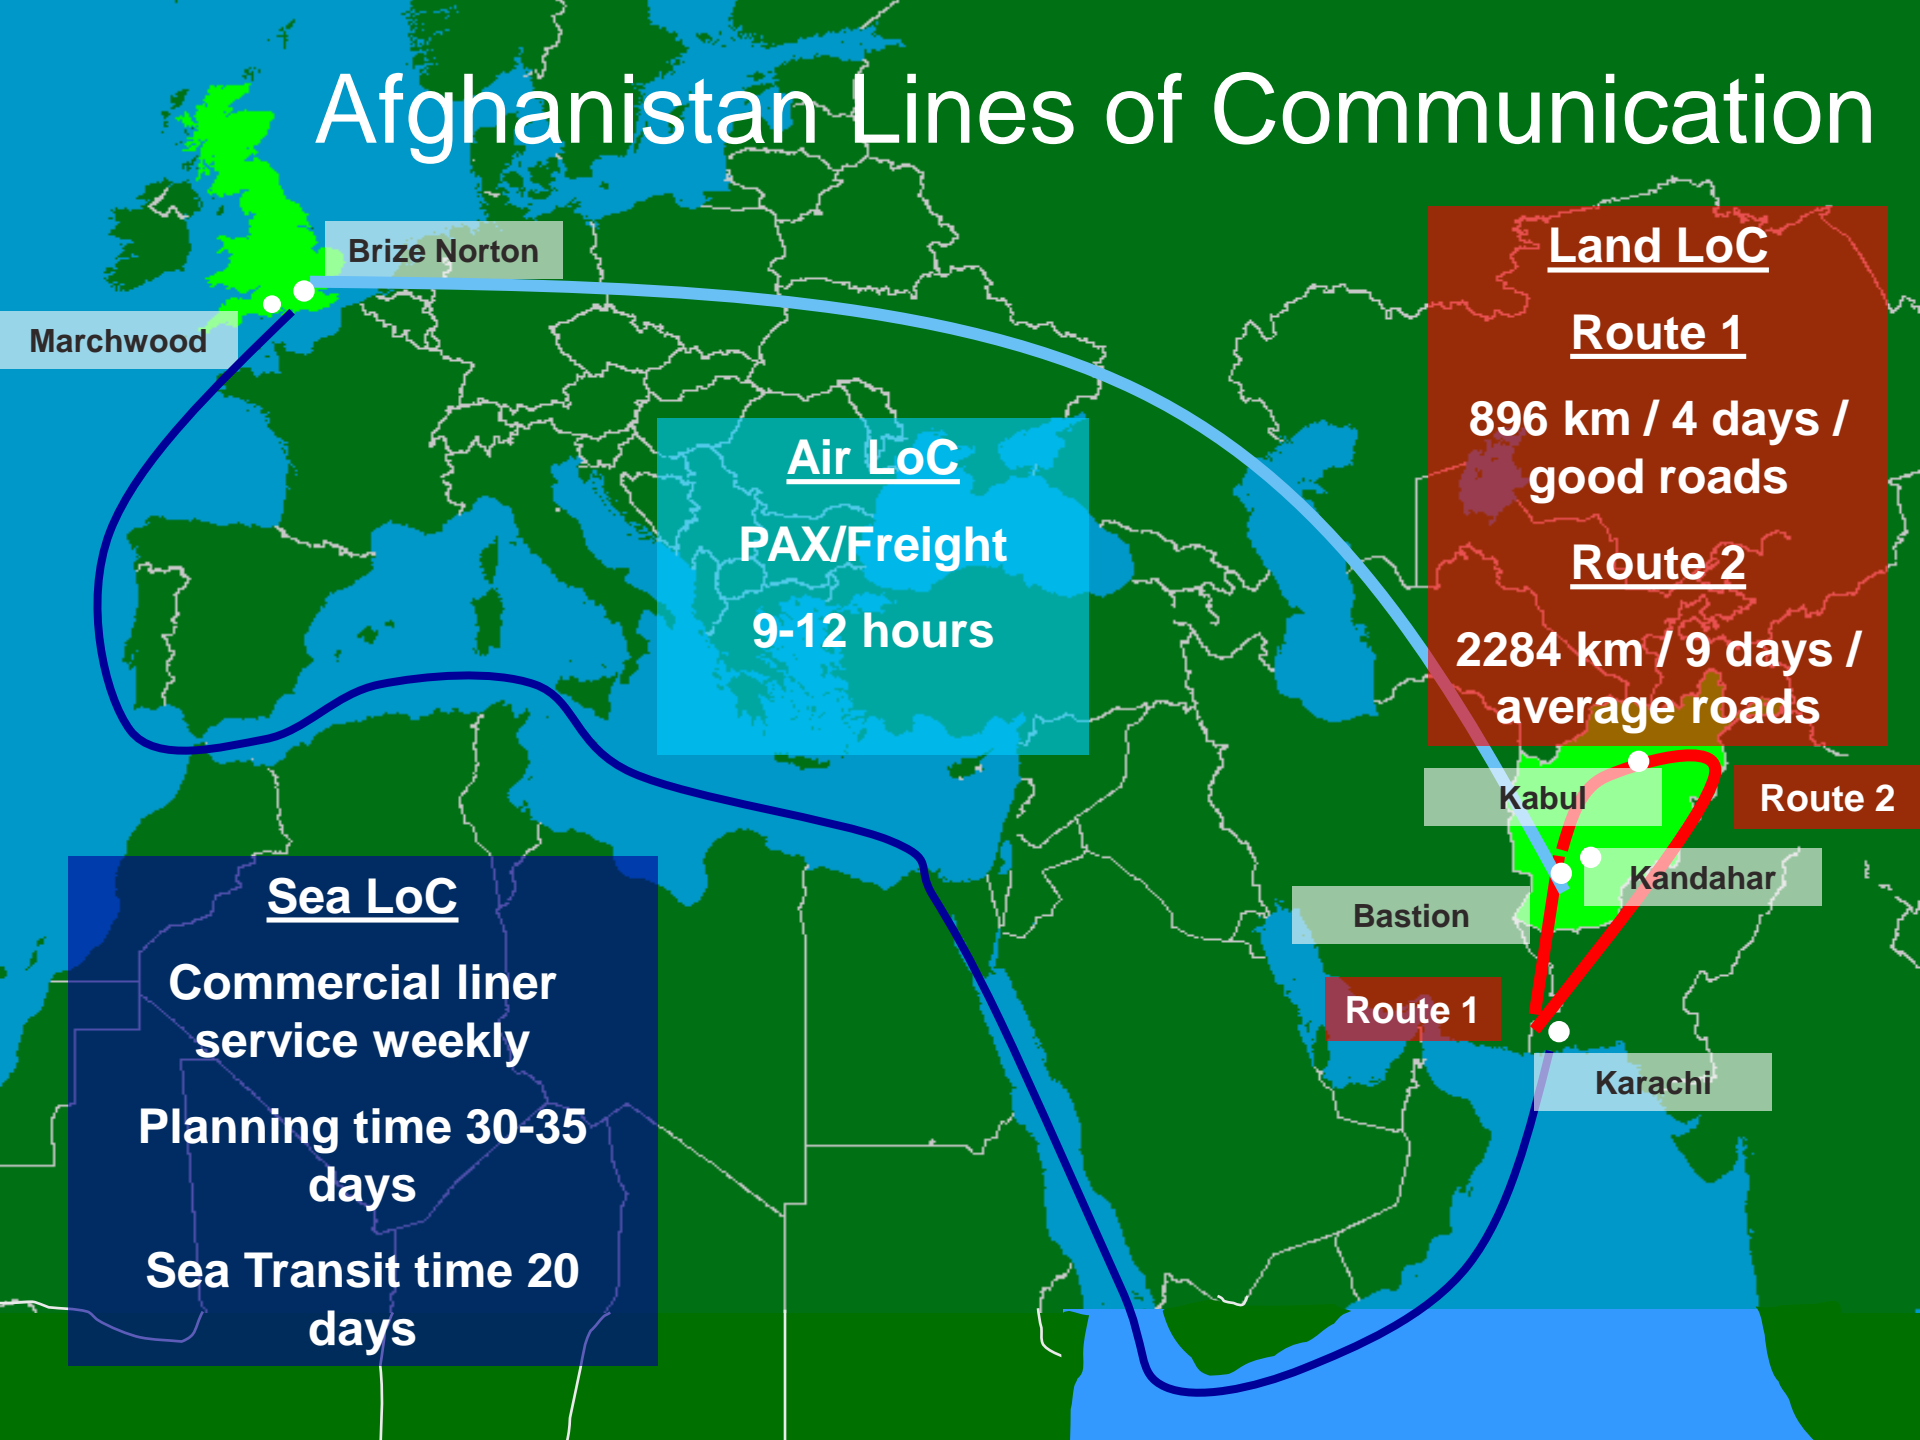 Afghanistan Lines of Communication
Brize Norton
Marchwood
Land LoC
Route 1
896 km / 4 days /
good roads
Route 2
2284 km / 9 days /
average roads
Air LoC
PAX/Freight
9-12 hours
Kabul
Route 2
Kandahar
Bastion
Route 1
Karachi
Sea LoC
Commercial liner
service weekly
Planning time 30-35
days
Sea Transit time 20
days